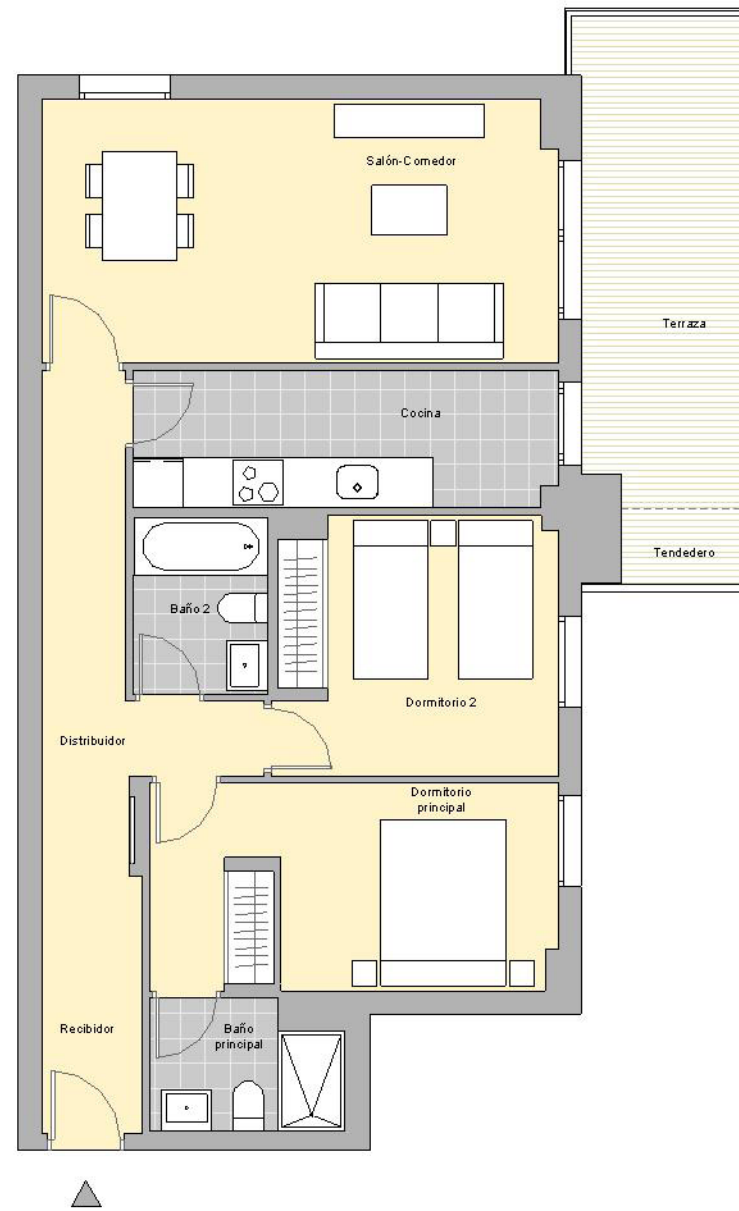 Salón-Comedor
Terraza
Cocina
Tendedero
Baño 2
Dormitorio 2
Distribuidor
Dormitorio
principal
Recibidor
Baño
principal